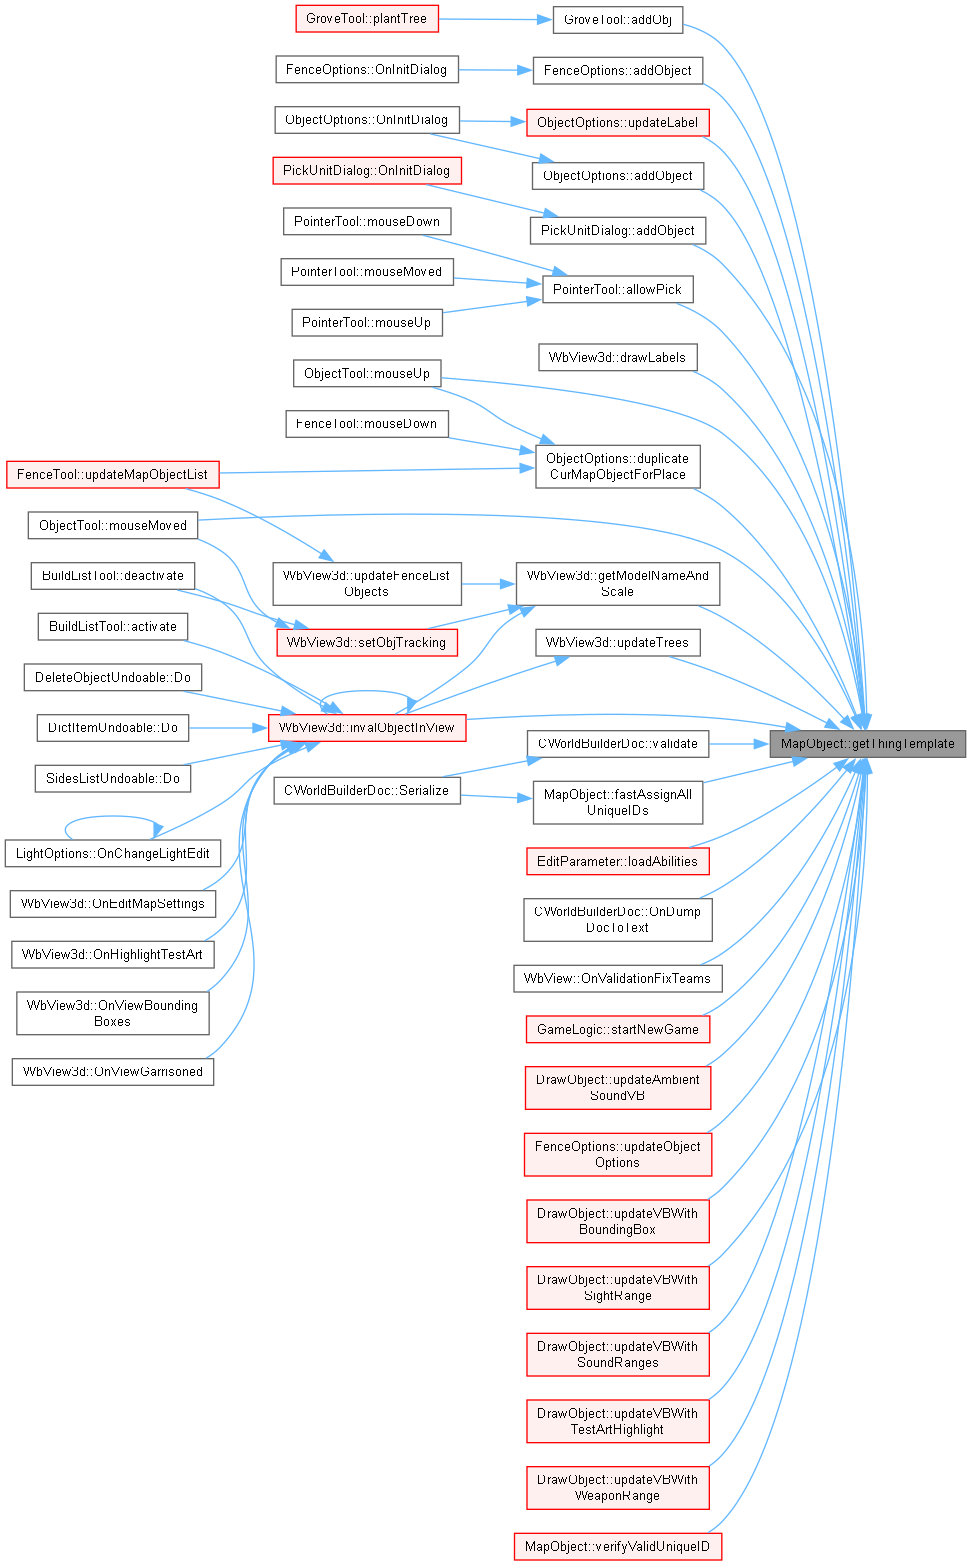 GroveTool::plantTree
GroveTool::addObj
FenceOptions::OnInitDialog
FenceOptions::addObject
ObjectOptions::OnInitDialog
ObjectOptions::updateLabel
PickUnitDialog::OnInitDialog
ObjectOptions::addObject
PointerTool::mouseDown
PickUnitDialog::addObject
PointerTool::mouseMoved
PointerTool::allowPick
PointerTool::mouseUp
WbView3d::drawLabels
ObjectTool::mouseUp
FenceTool::mouseDown
ObjectOptions::duplicate
CurMapObjectForPlace
FenceTool::updateMapObjectList
ObjectTool::mouseMoved
BuildListTool::deactivate
WbView3d::updateFenceList
Objects
WbView3d::getModelNameAnd
Scale
BuildListTool::activate
WbView3d::setObjTracking
WbView3d::updateTrees
DeleteObjectUndoable::Do
DictItemUndoable::Do
WbView3d::invalObjectInView
CWorldBuilderDoc::validate
MapObject::getThingTemplate
SidesListUndoable::Do
CWorldBuilderDoc::Serialize
MapObject::fastAssignAll
UniqueIDs
LightOptions::OnChangeLightEdit
EditParameter::loadAbilities
WbView3d::OnEditMapSettings
CWorldBuilderDoc::OnDump
DocToText
WbView3d::OnHighlightTestArt
WbView::OnValidationFixTeams
WbView3d::OnViewBounding
Boxes
GameLogic::startNewGame
WbView3d::OnViewGarrisoned
DrawObject::updateAmbient
SoundVB
FenceOptions::updateObject
Options
DrawObject::updateVBWith
BoundingBox
DrawObject::updateVBWith
SightRange
DrawObject::updateVBWith
SoundRanges
DrawObject::updateVBWith
TestArtHighlight
DrawObject::updateVBWith
WeaponRange
MapObject::verifyValidUniqueID